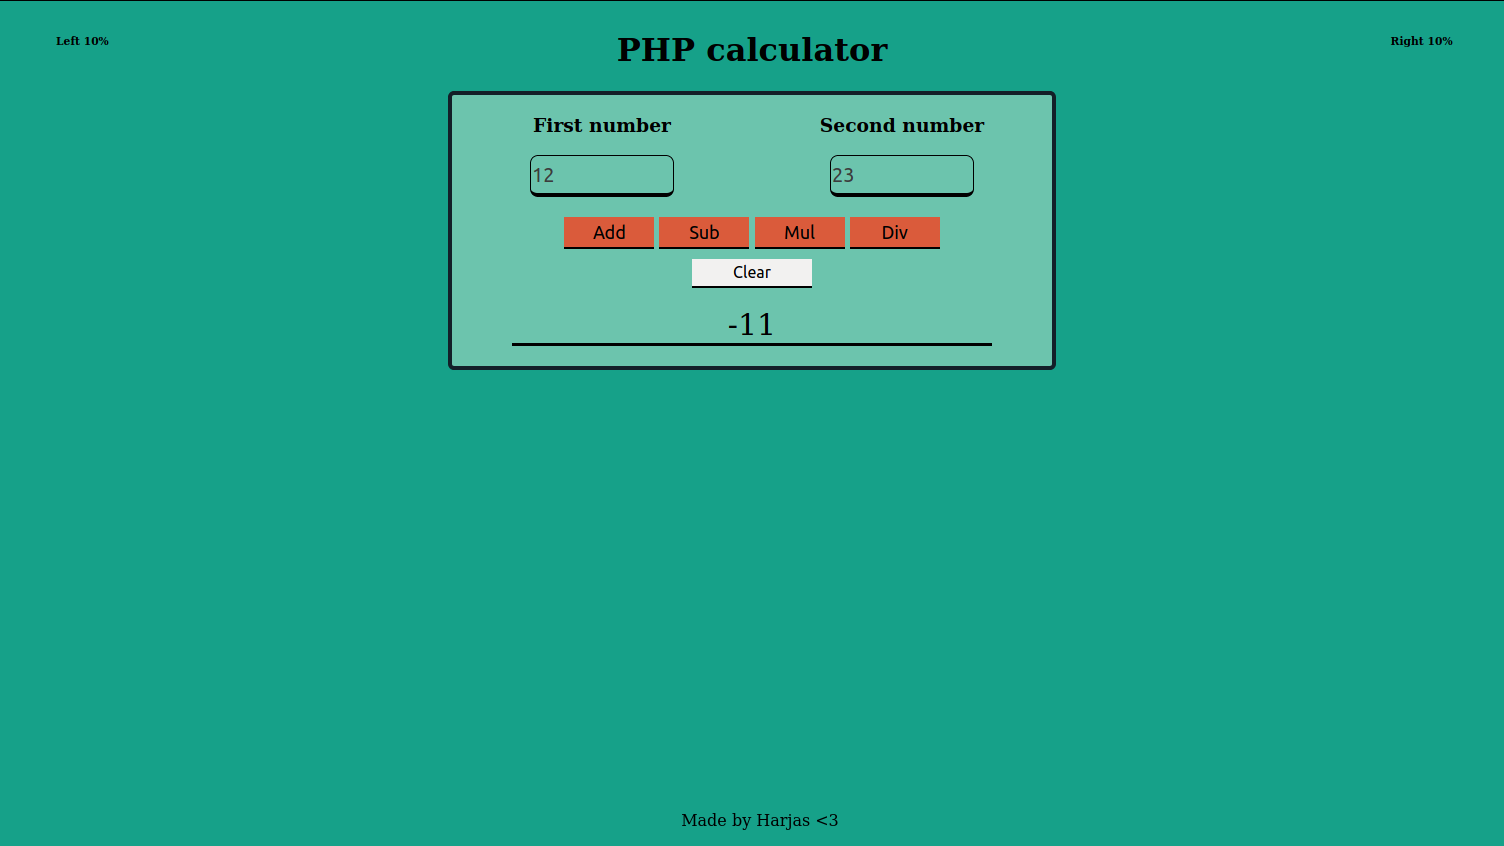 Left 10%
PHP calculator
Right 10%
First number
Second number
12
23
Add Sub Mul Div
Clear
-11
Made by Harjas <3